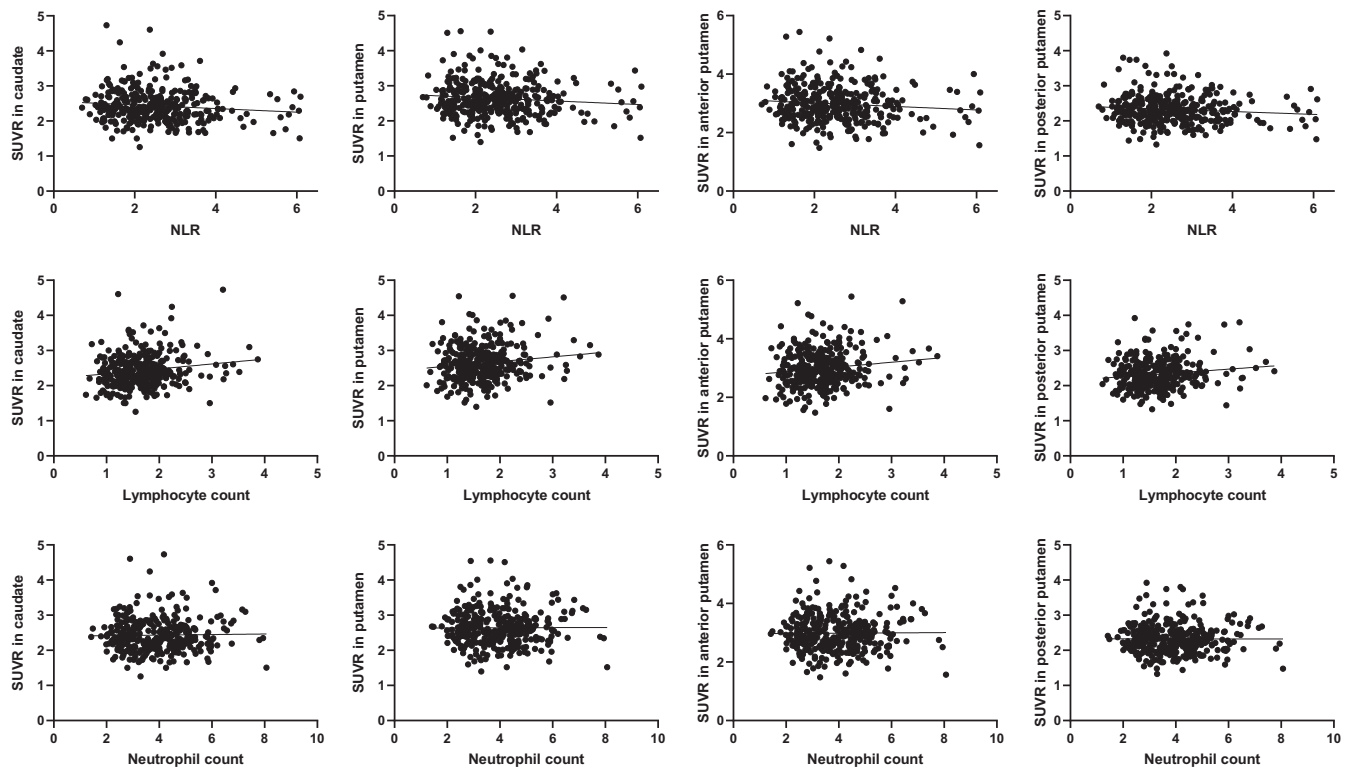 SUVR in caudate
5
4
3
2
1
0
0 2 4 6
NLR
SUVR in putamen
5
4
3
2
1
0
0 2 4 6
NLR
SUVR in anterior putamen
6
4
2
0
0 2 4 6
NLR
SUVR in posterior putamen
5
4
3
2
1
0
0 2 4 6
NLR
SUVR in caudate
5
4
3
2
1
0
0 1 2 3 4 5
Lymphocyte count
SUVR in putamen
5
4
3
2
1
0
0 1 2 3 4 5
Lymphocyte count
SUVR in anterior putamen
6
4
2
0
0 1 2 3 4 5
Lymphocyte count
SUVR in posterior putamen
5
4
3
2
1
0
0 1 2 3 4 5
Lymphocyte count
SUVR in caudate
5
4
3
2
1
0
0 2 4 6 8 10
Neutrophil count
SUVR in putamen
5
4
3
2
1
0
0 2 4 6 8 10
Neutrophil count
SUVR in anterior putamen
6
4
2
0
0 2 4 6 8 10
Neutrophil count
SUVR in posterior putamen
5
4
3
2
1
0
0 2 4 6 8 10
Neutrophil count